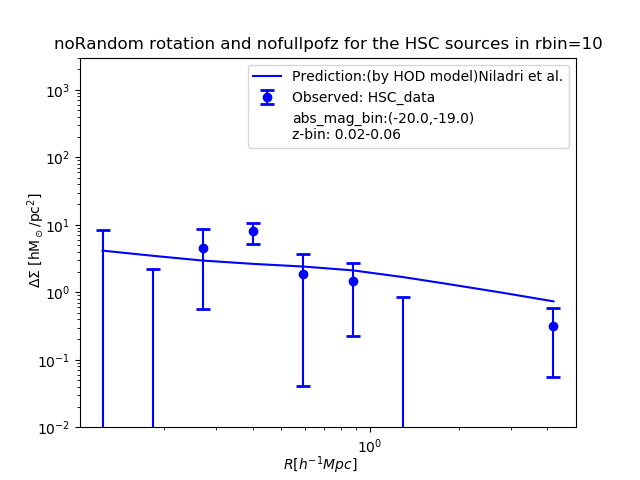 noRandom rotation and nofullpofz for the HSC sources in rbin=10
Prediction:(by HOD model)Niladri et al.
Observed: HSC_data
abs_mag_bin:(-20.0,-19.0)
z-bin: 0.02-0.06
ΔΣ [hM⊙/pc²]
10³
10²
10¹
10⁰
10⁻¹
10⁻²
10⁰
R[h⁻¹Mpc]